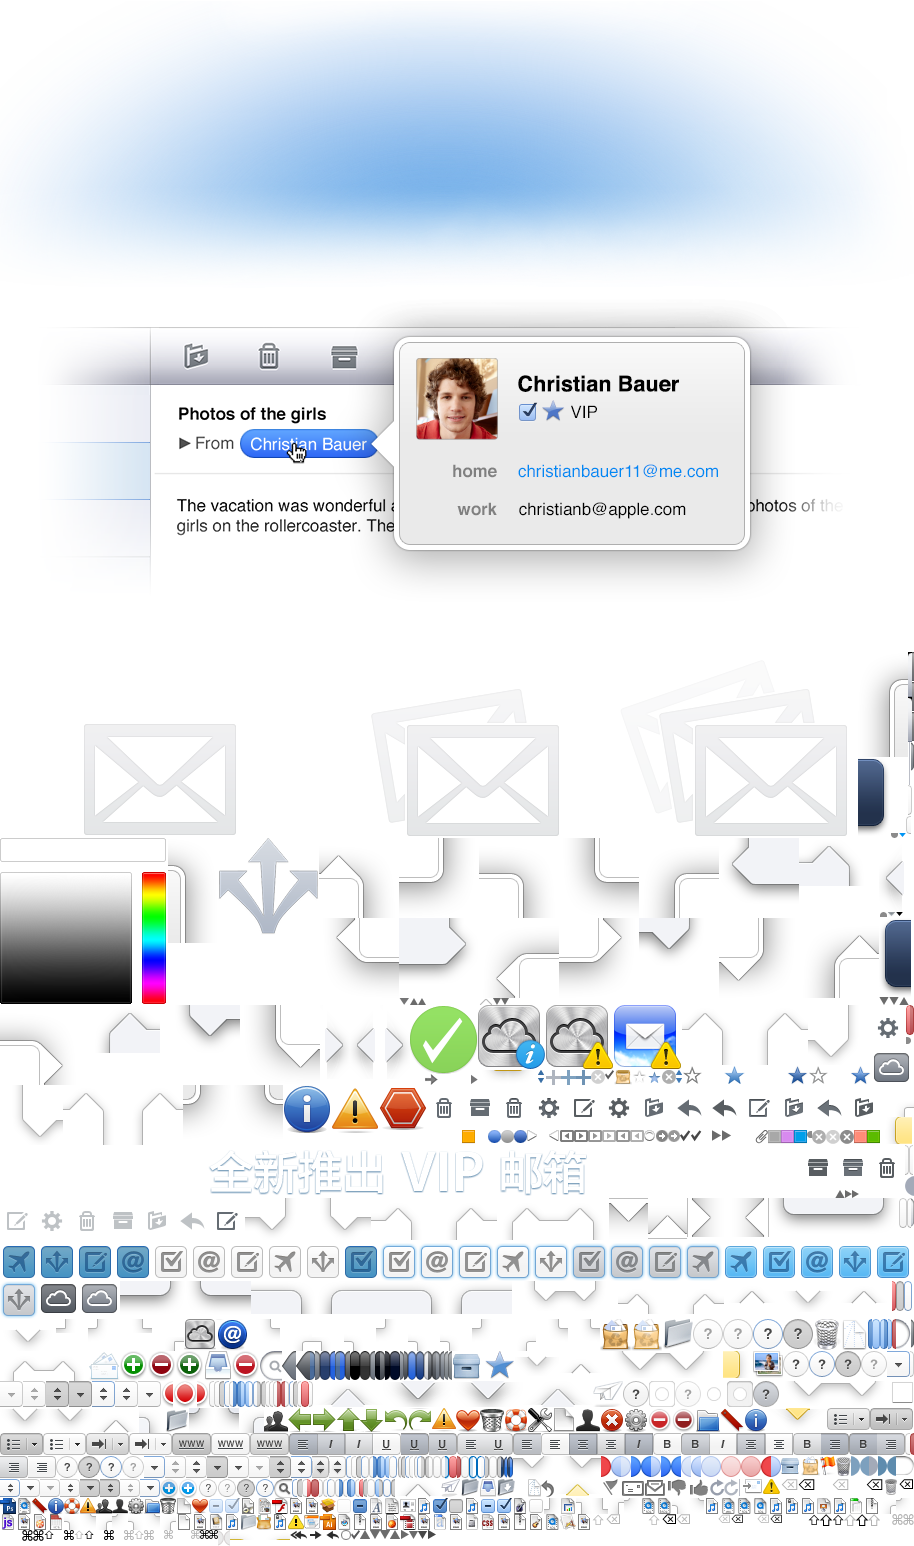 Christian Bauer
VIP
Photos of the girls
From Christian Bauer
home christianbauer11@me.com
work christianb@apple.com
The vacation was wonderful a photos of the
girls on the rollercoaster. The
全新推出 VIP 邮箱
www www www
I I U U U U U I B B I B B